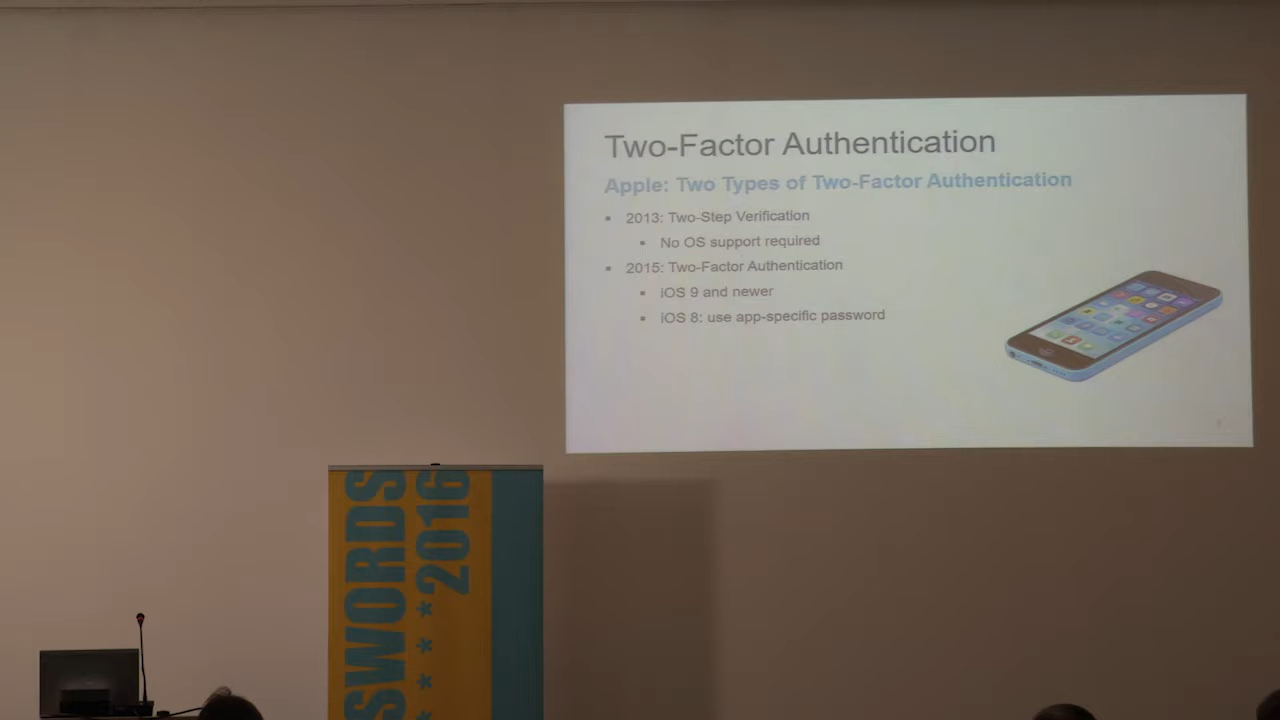 Two-Factor Authentication
Apple: Two Types of Two-Factor Authentication
▪ 2013: Two-Step Verification
▪ No OS support required
▪ 2015: Two-Factor Authentication
▪ iOS 9 and newer
▪ iOS 8: use app-specific password
SWORDS
2016
****